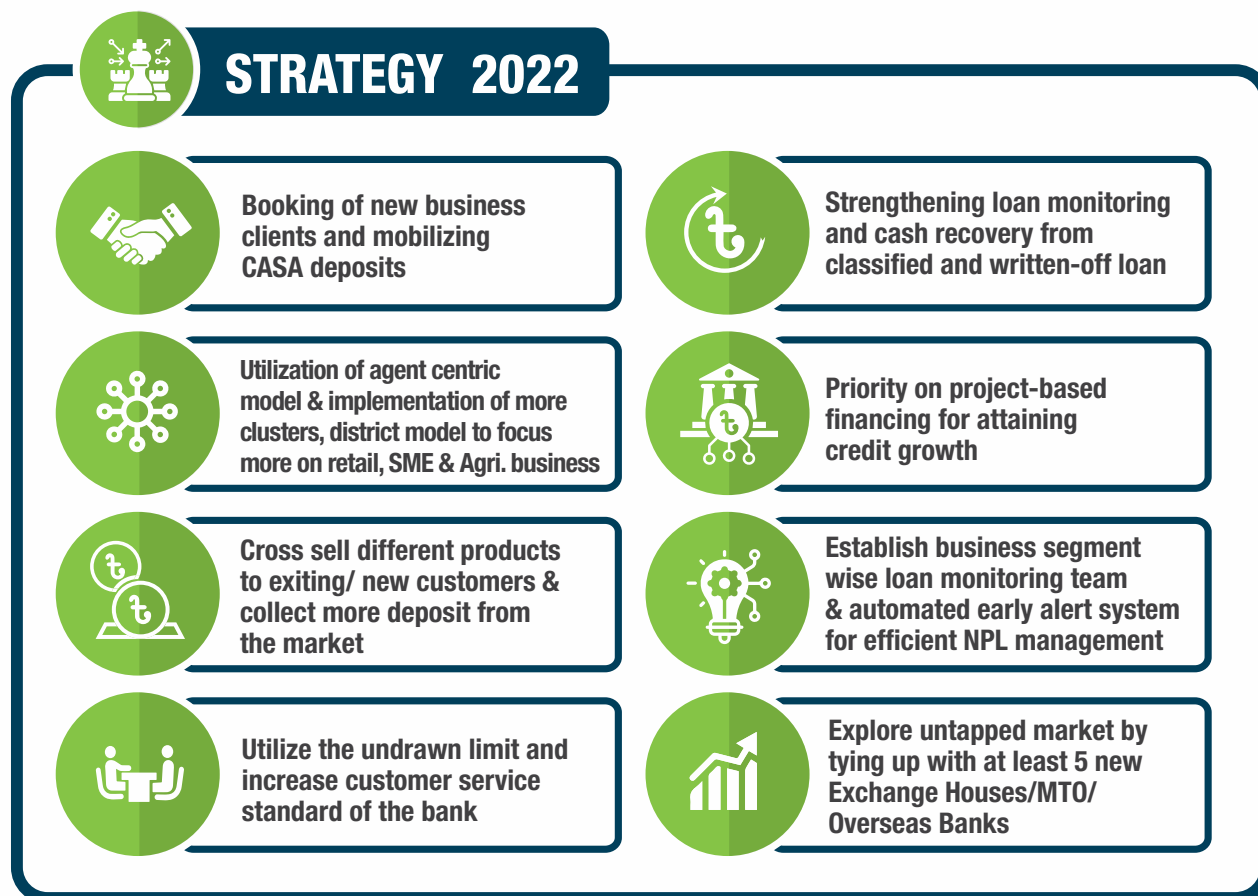 STRATEGY 2022
Booking of new business
clients and mobilizing
CASA deposits
Utilization of agent centric
model & implementation of more
clusters, district model to focus
more on retail, SME & Agri. business
Cross sell different products
to exiting/ new customers &
collect more deposit from
the market
Utilize the undrawn limit and
increase customer service
standard of the bank
Strengthening loan monitoring
and cash recovery from
classified and written-off loan
Priority on project-based
financing for attaining
credit growth
Establish business segment
wise loan monitoring team
& automated early alert system
for efficient NPL management
Explore untapped market by
tying up with at least 5 new
Exchange Houses/MTO/
Overseas Banks